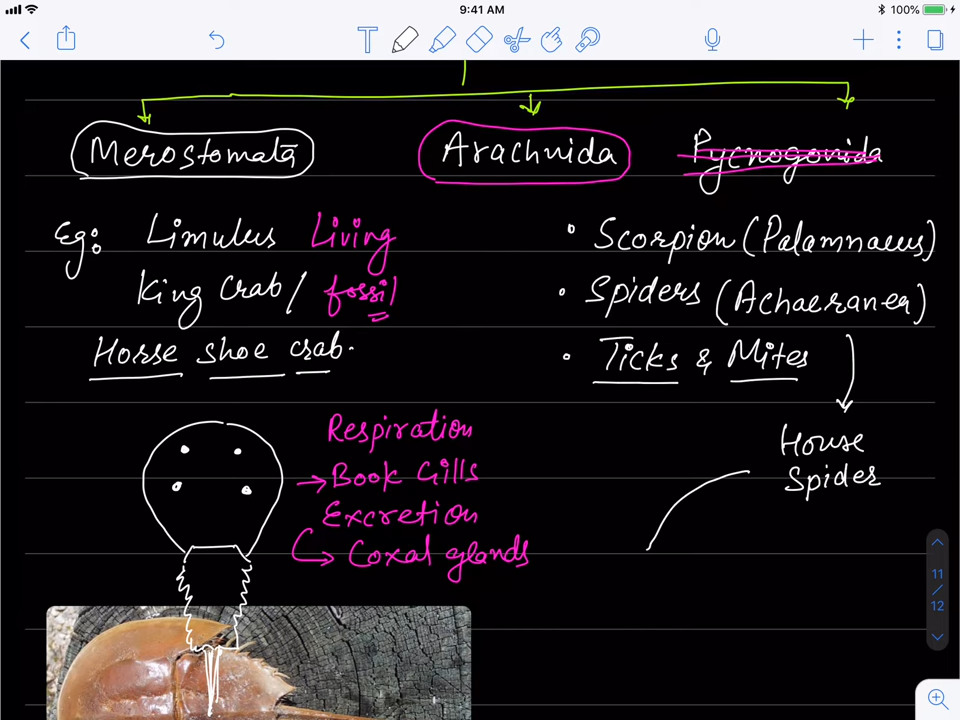 9:41 AM
100%
T
Merostomata
Arachnida
Pycnogonida
Eg: Limulus Living
King Crab/ fossil
Horse shoe crab.
• Scorpion (Palamnaeus)
• Spiders (Achaeranea)
• Ticks & Mites
House
Spider
Respiration
→ Book Gills
Excretion
→ Coxal glands
11
/
12